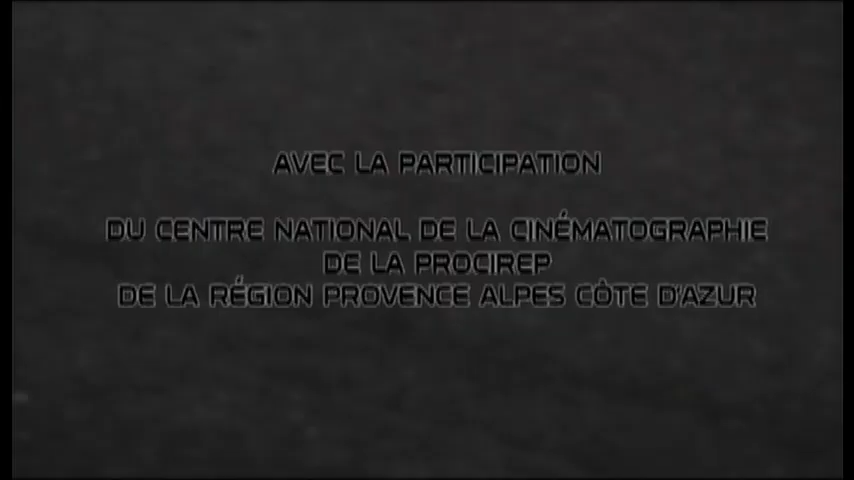 AVEC LA PARTICIPATION
DU CENTRE NATIONAL DE LA CINÉMATOGRAPHIE
DE LA PROCIREP
DE LA RÉGION PROVENCE ALPES CÔTE D'AZUR